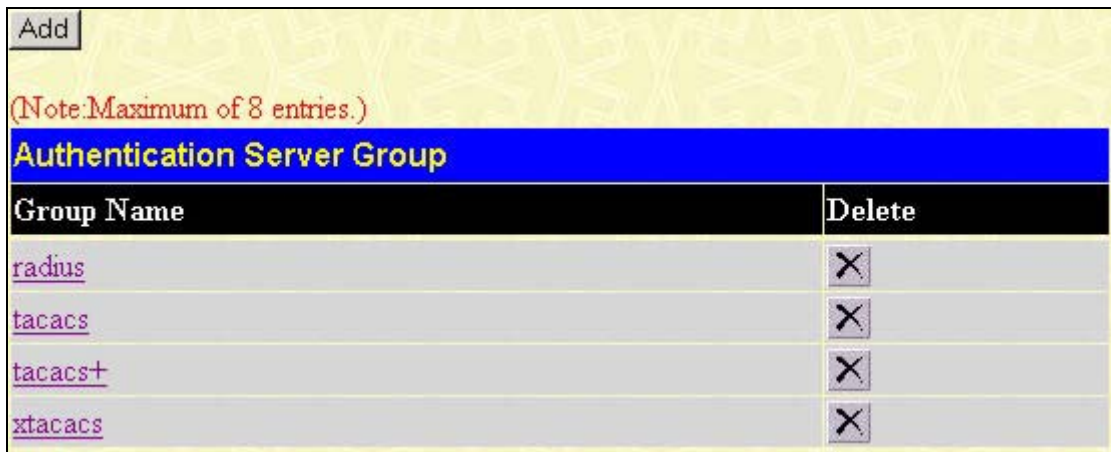 Add
(Note:Maximum of 8 entries.)
Authentication Server Group
Group Name Delete
radius
tacacs
tacacs+
xtacacs